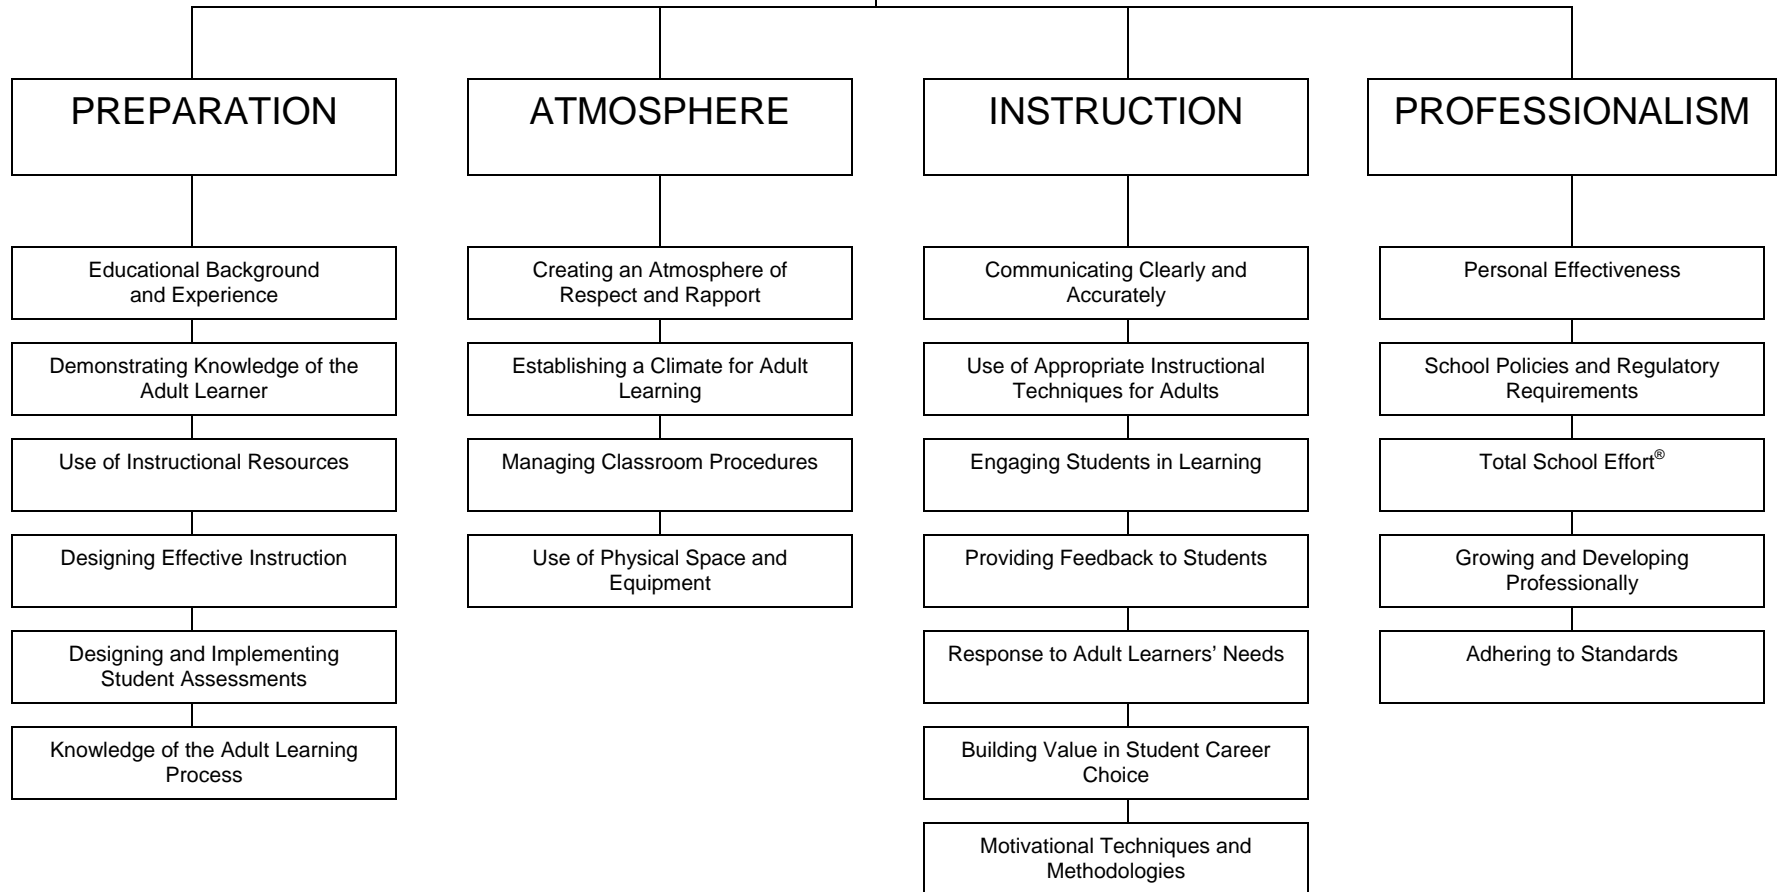 PREPARATION
Educational Background
and Experience
Demonstrating Knowledge of the
Adult Learner
Use of Instructional Resources
Designing Effective Instruction
Designing and Implementing
Student Assessments
Knowledge of the Adult Learning
Process
ATMOSPHERE
Creating an Atmosphere of
Respect and Rapport
Establishing a Climate for Adult
Learning
Managing Classroom Procedures
Use of Physical Space and
Equipment
INSTRUCTION
Communicating Clearly and
Accurately
Use of Appropriate Instructional
Techniques for Adults
Engaging Students in Learning
Providing Feedback to Students
Response to Adult Learners’ Needs
Building Value in Student Career
Choice
Motivational Techniques and
Methodologies
PROFESSIONALISM
Personal Effectiveness
School Policies and Regulatory
Requirements
Total School Effort®
Growing and Developing
Professionally
Adhering to Standards